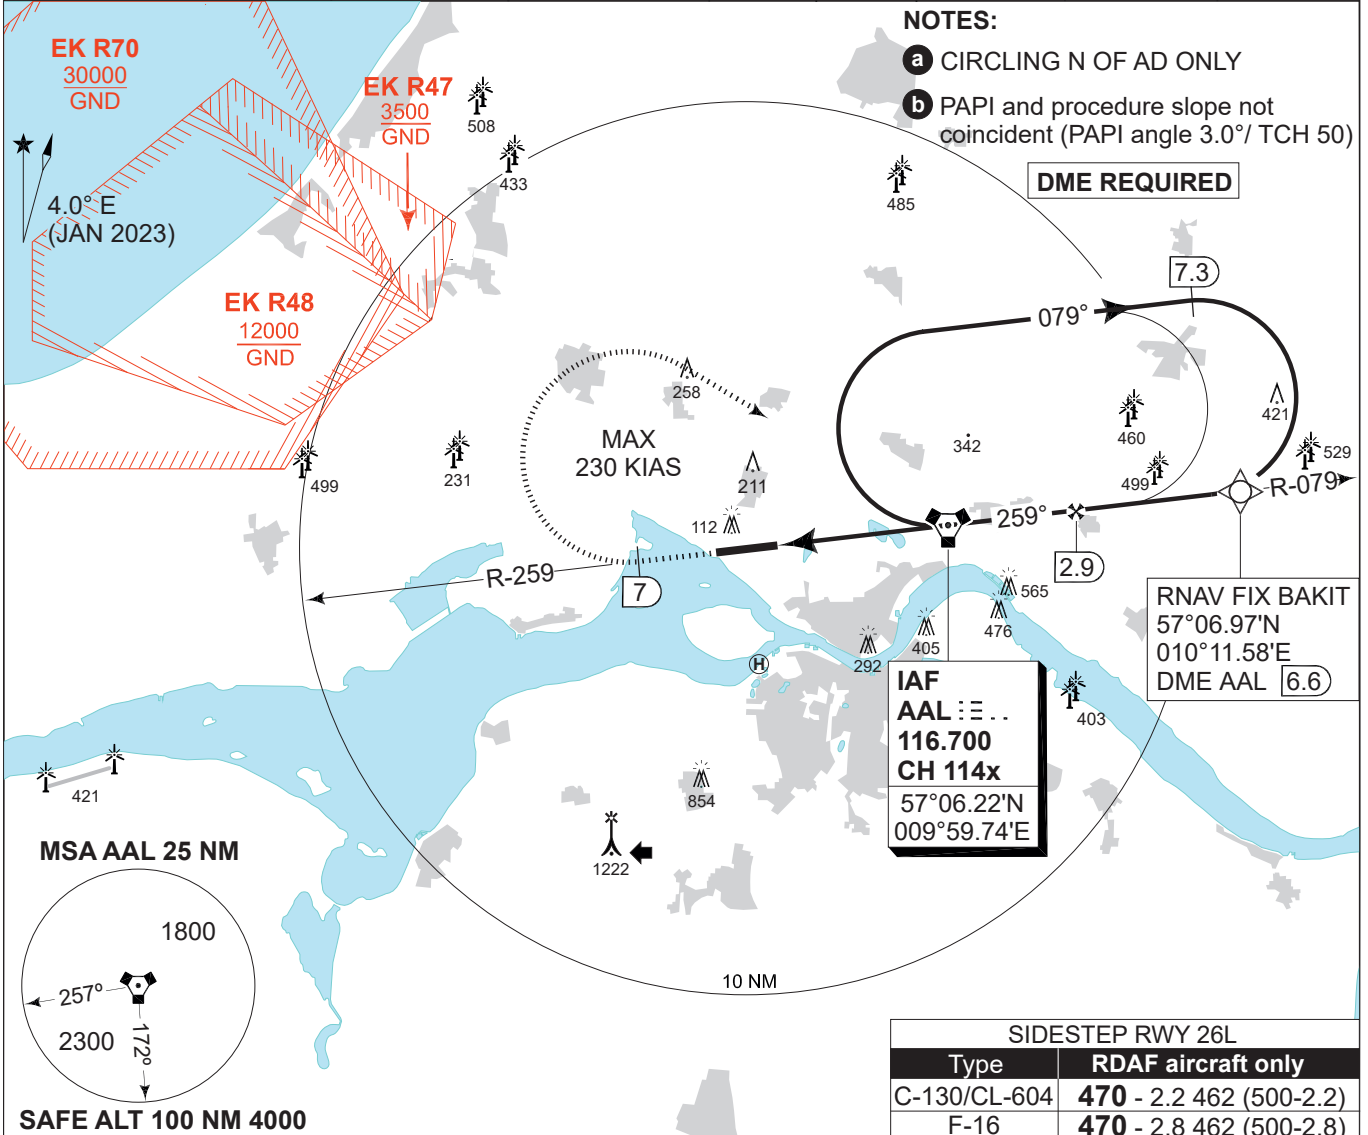 NOTES:
a CIRCLING N OF AD ONLY
b PAPI and procedure slope not
coincident (PAPI angle 3.0°/ TCH 50)
DME REQUIRED
EK R70
30000
GND
EK R47
3500
GND
4.0° E
(JAN 2023)
EK R48
12000
GND
508
433
485
7.3
079°
258
MAX
230 KIAS
211
112
231
499
342
460
499
421
529
R-079
259°
2.9
R-259
7
565
476
405
292
H
403
RNAV FIX BAKIT
57°06.97'N
010°11.58'E
DME AAL 6.6
IAF
AAL
116.700
CH 114x
57°06.22'N
009°59.74'E
421
854
1222
10 NM
MSA AAL 25 NM
1800
257°
2300
172°
SAFE ALT 100 NM 4000
SIDESTEP RWY 26L
Type RDAF aircraft only
C-130/CL-604 470 - 2.2 462 (500-2.2)
F-16 470 - 2.8 462 (500-2.8)